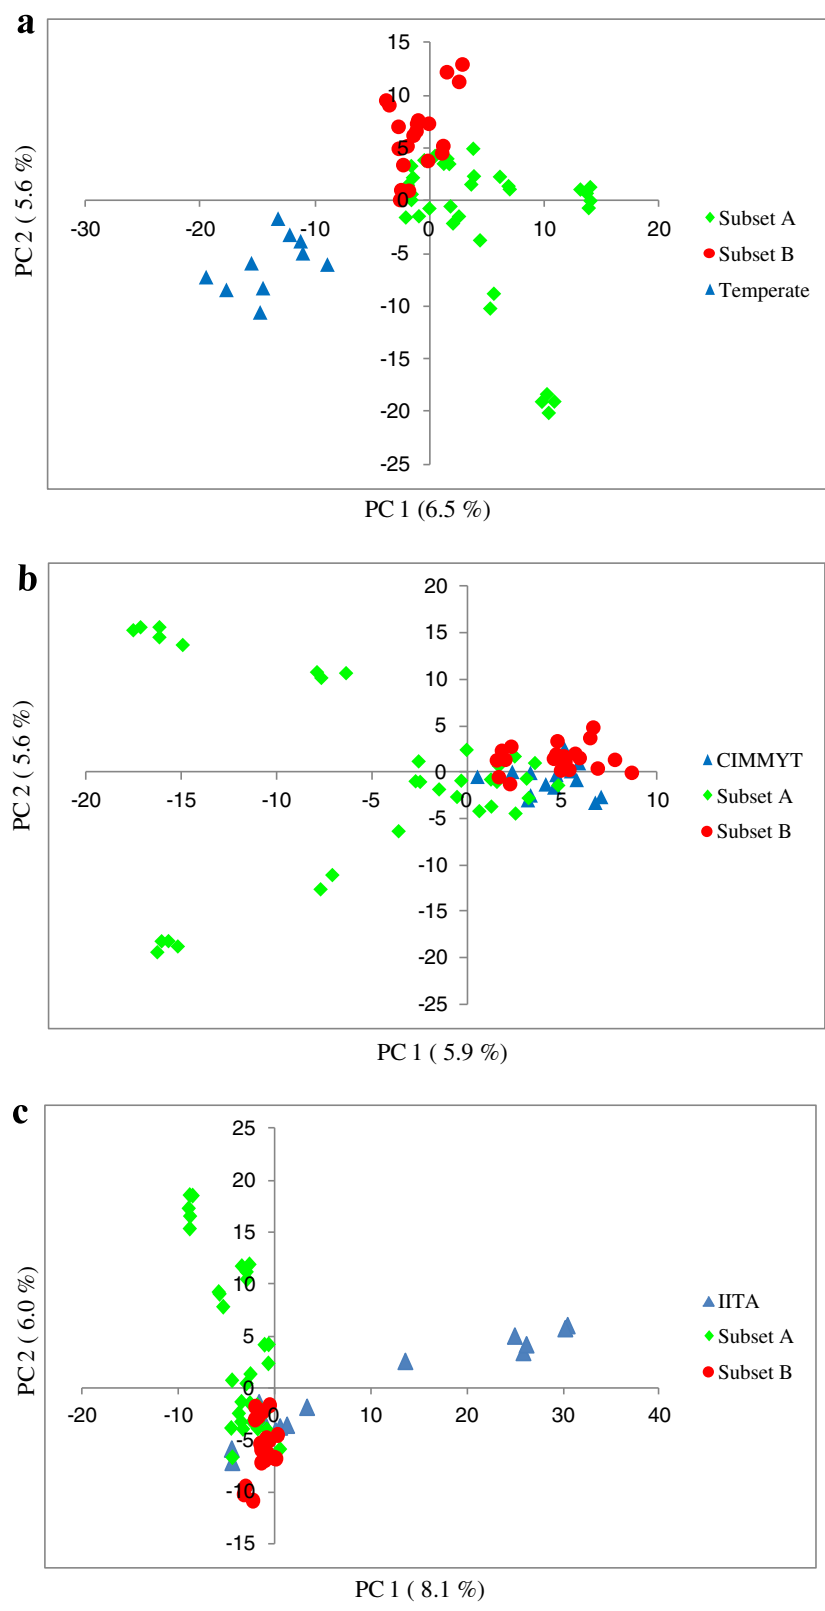 a
15
10
5
0
-30
-20
-10
0
10
20
-5
-10
-15
-20
-25
PC 2 ( 5.6 %)
Subset A
Subset B
Temperate
PC 1 (6.5 %)
b
20
15
10
5
0
-20
-15
-10
-5
0
5
10
-5
-10
-15
-20
-25
PC 2 ( 5.6 %)
CIMMYT
Subset A
Subset B
PC 1 ( 5.9 %)
c
25
20
15
10
5
0
-20
-10
0
10
20
30
40
-5
-10
-15
PC 2 ( 6.0 %)
IITA
Subset A
Subset B
PC 1 ( 8.1 %)